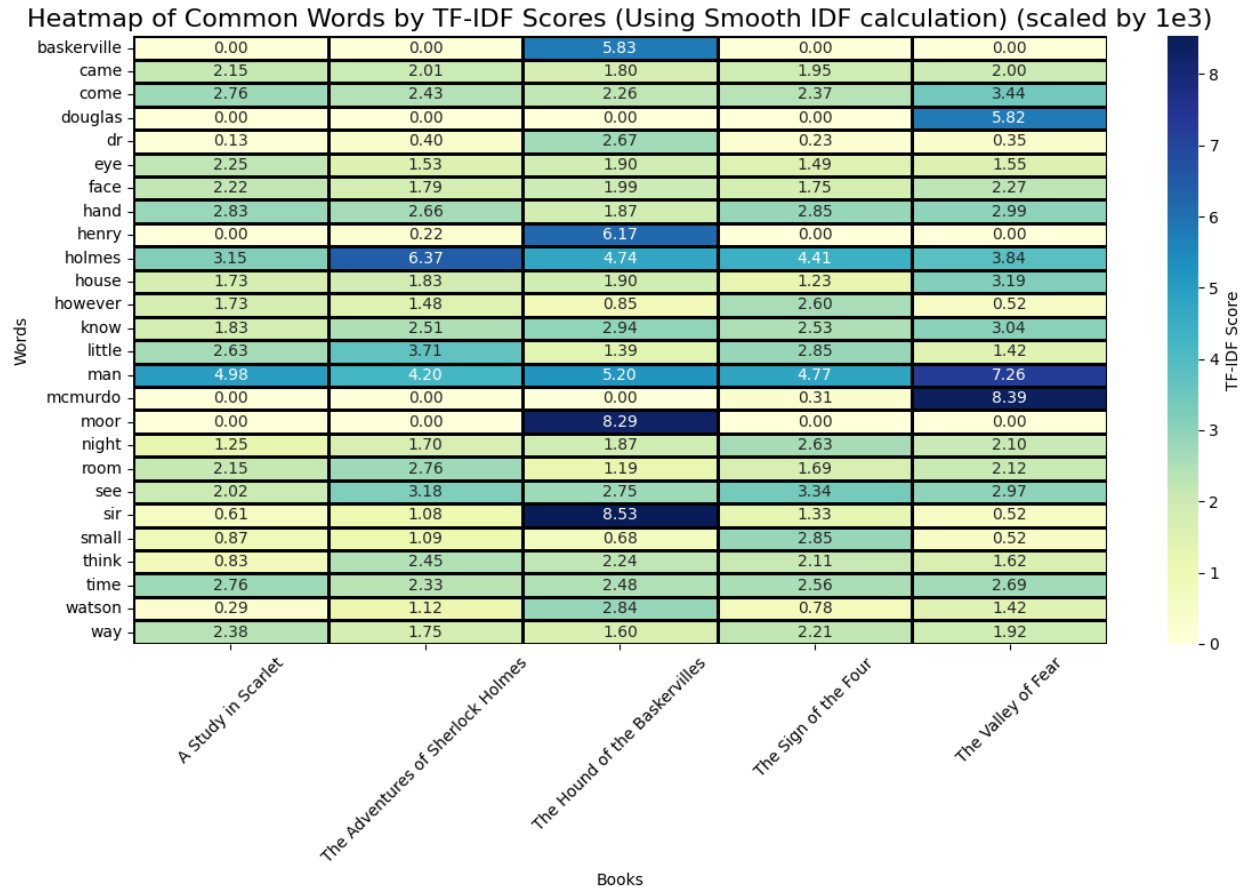 Heatmap of Common Words by TF-IDF Scores (Using Smooth IDF calculation) (scaled by 1e3)
baskerville 0.00 0.00 5.83 0.00 0.00
came 2.15 2.01 1.80 1.95 2.00
come 2.76 2.43 2.26 2.37 3.44
douglas 0.00 0.00 0.00 0.00 5.82
dr 0.13 0.40 2.67 0.23 0.35
eye 2.25 1.53 1.90 1.49 1.55
face 2.22 1.79 1.99 1.75 2.27
hand 2.83 2.66 1.87 2.85 2.99
henry 0.00 0.22 6.17 0.00 0.00
holmes 3.15 6.37 4.74 4.41 3.84
house 1.73 1.83 1.90 1.23 3.19
however 1.73 1.48 0.85 2.60 0.52
know 1.83 2.51 2.94 2.53 3.04
little 2.63 3.71 1.39 2.85 1.42
man 4.98 4.20 5.20 4.77 7.26
mcmurdo 0.00 0.00 0.00 0.31 8.39
moor 0.00 0.00 8.29 0.00 0.00
night 1.25 1.70 1.87 2.63 2.10
room 2.15 2.76 1.19 1.69 2.12
see 2.02 3.18 2.75 3.34 2.97
sir 0.61 1.08 8.53 1.33 0.52
small 0.87 1.09 0.68 2.85 0.52
think 0.83 2.45 2.24 2.11 1.62
time 2.76 2.33 2.48 2.56 2.69
watson 0.29 1.12 2.84 0.78 1.42
way 2.38 1.75 1.60 2.21 1.92
Words
A Study in Scarlet
The Adventures of Sherlock Holmes
The Hound of the Baskervilles
The Sign of the Four
The Valley of Fear
Books
8
7
6
5
4
3
2
1
0
TF-IDF Score